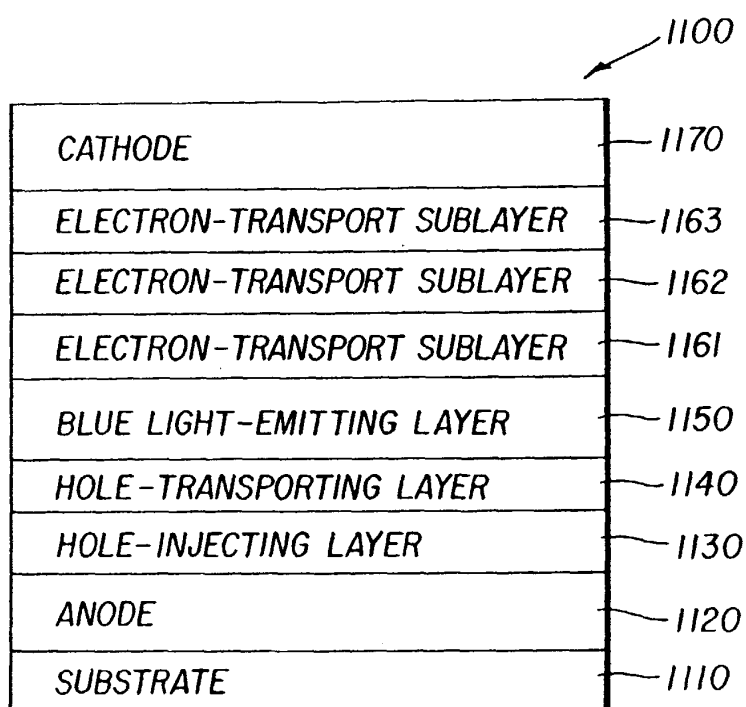 1100
CATHODE 1170
ELECTRON-TRANSPORT SUBLAYER 1163
ELECTRON-TRANSPORT SUBLAYER 1162
ELECTRON-TRANSPORT SUBLAYER 1161
BLUE LIGHT-EMITTING LAYER 1150
HOLE-TRANSPORTING LAYER 1140
HOLE-INJECTING LAYER 1130
ANODE 1120
SUBSTRATE 1110